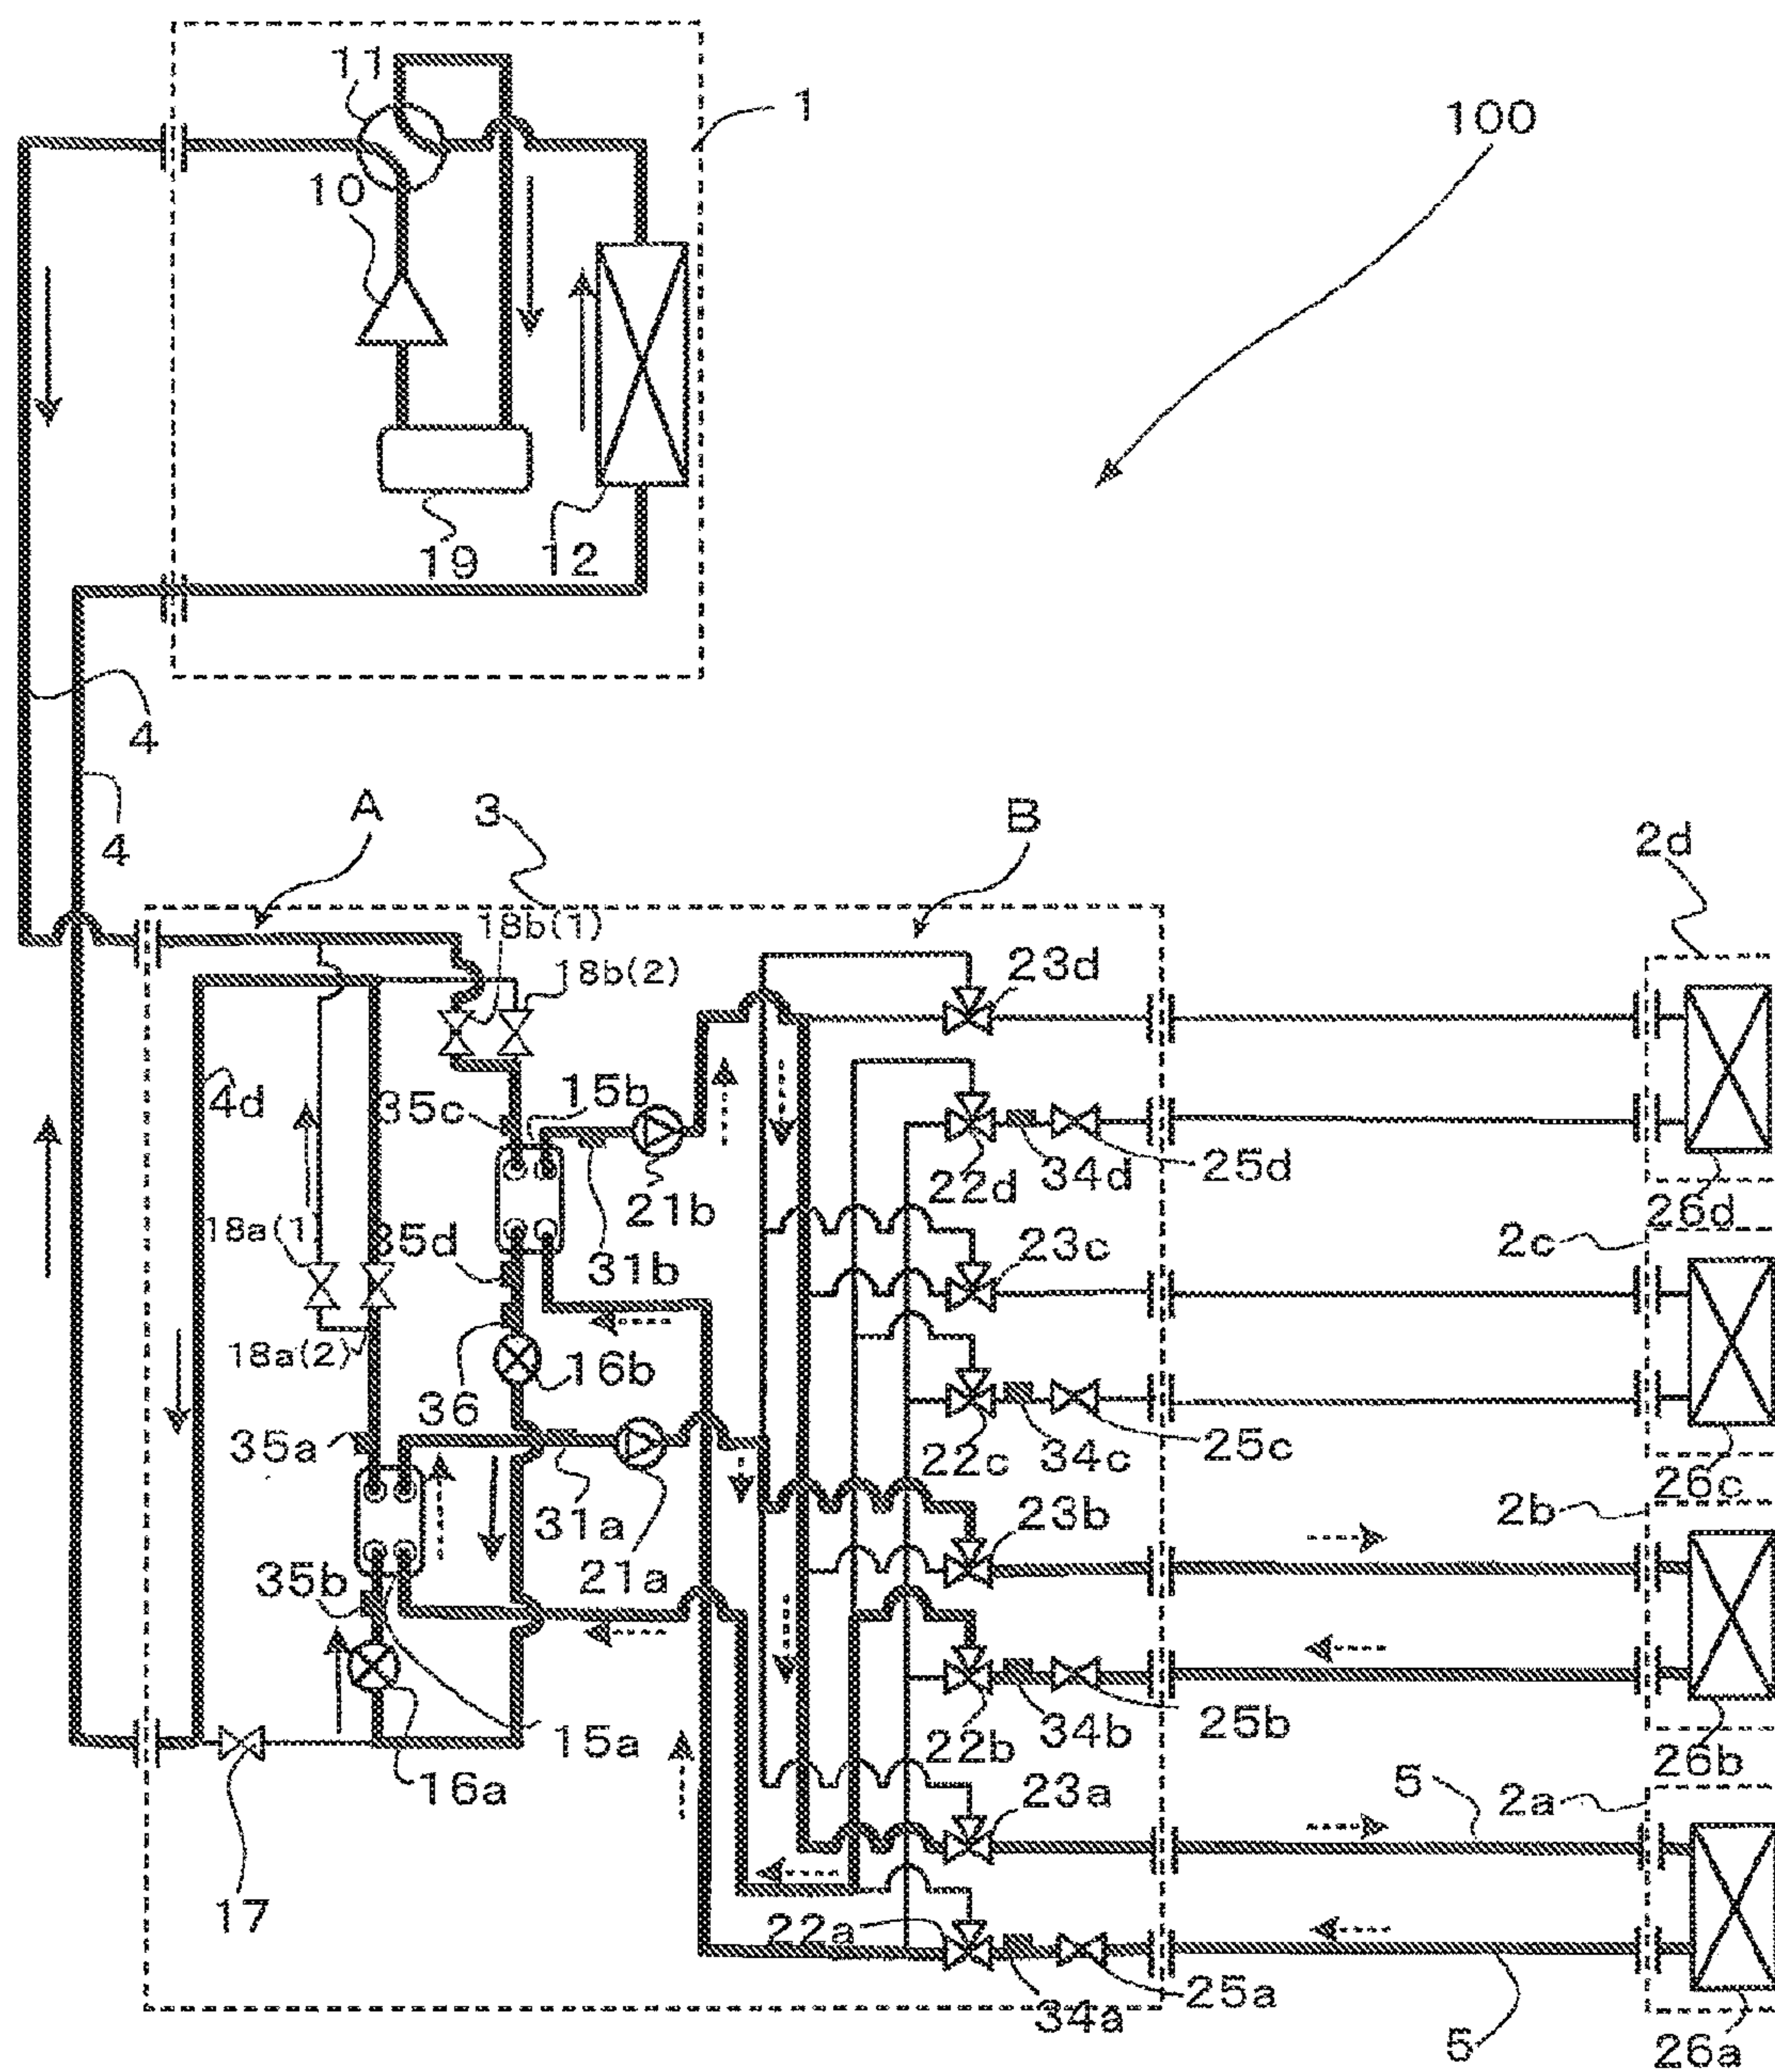 11
1
100
10
19
12
4
4
A
3
B
2d
18b(1)
18b(2)
23d
4d
35c
15b
21b
22d
34d
25d
26d
18a(1)
35d
31b
23c
2c
18a(2)
16b
36
35a
22c
34c
25c
26c
31a
23b
2b
35b
21a
15a
22b
34b
25b
26b
16a
23a
5
2a
17
22a
34a
25a
5
26a